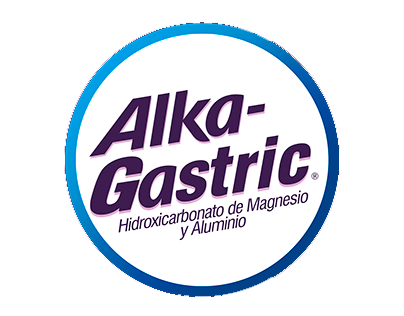 Alka-
Gastric®
Hidroxicarbonato de Magnesio
y Aluminio